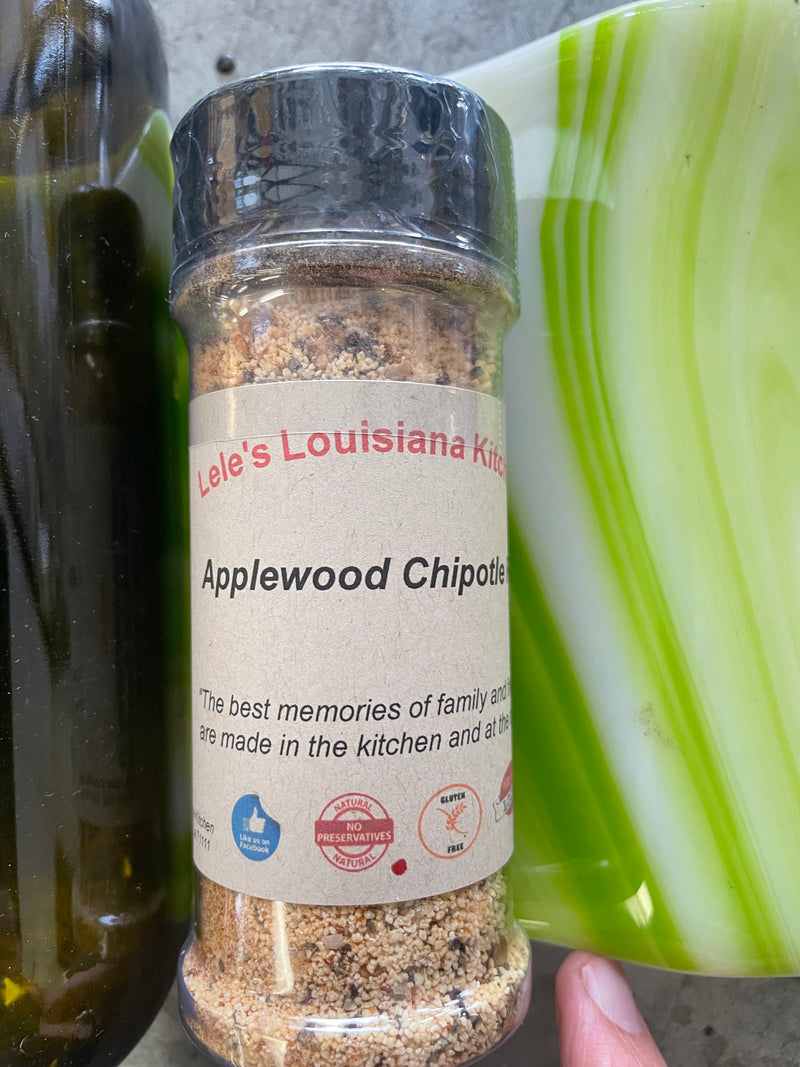 Lele's Louisiana
Applewood Chipotle
"The best memories of family and
are made in the kitchen and at the
Kitchen
Like us on
Facebook
NATURAL
NO
PRESERVATIVES
NATURAL
GLUTEN
FREE